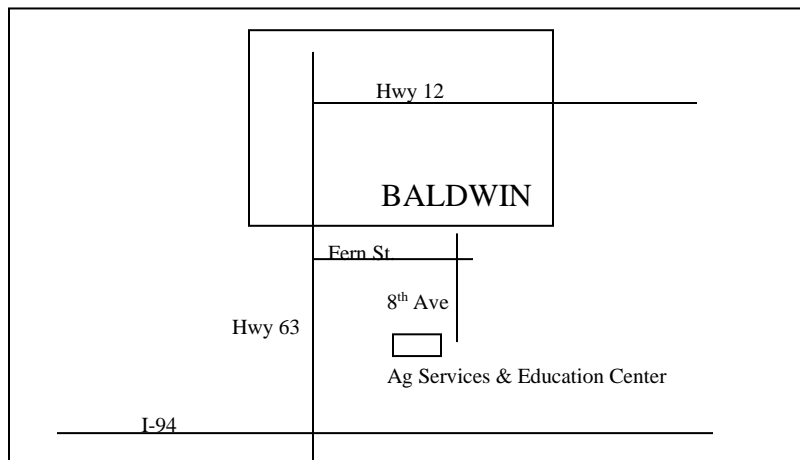 Hwy 12
BALDWIN
Fern St.
8th Ave
Hwy 63
Ag Services & Education Center
I-94